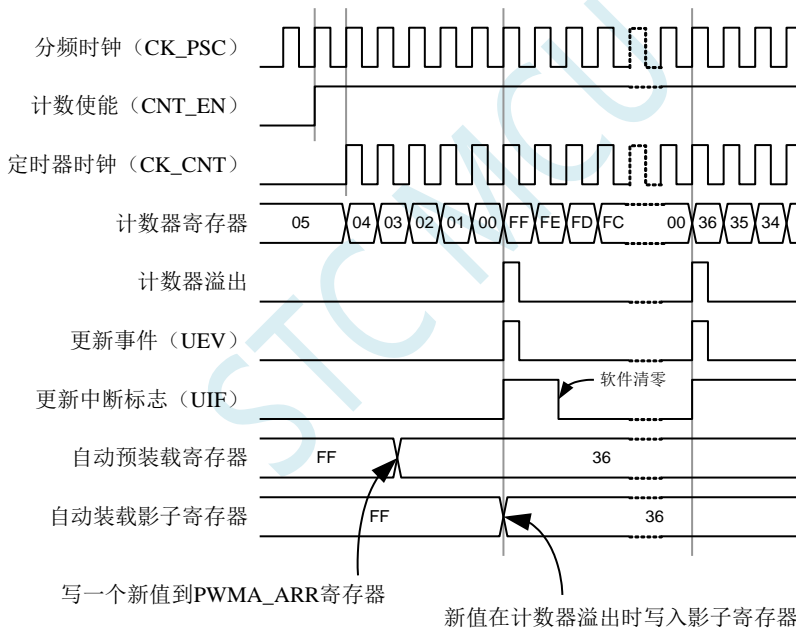 分频时钟（CK_PSC）
计数使能（CNT_EN）
定时器时钟（CK_CNT）
计数器寄存器 05 04 03 02 01 00 FF FE FD FC 00 36 35 34
计数器溢出
更新事件（UEV）
更新中断标志（UIF） 软件清零
自动预装载寄存器 FF 36
自动装载影子寄存器 FF 36
写一个新值到PWMA_ARR寄存器
新值在计数器溢出时写入影子寄存器
STC MCU